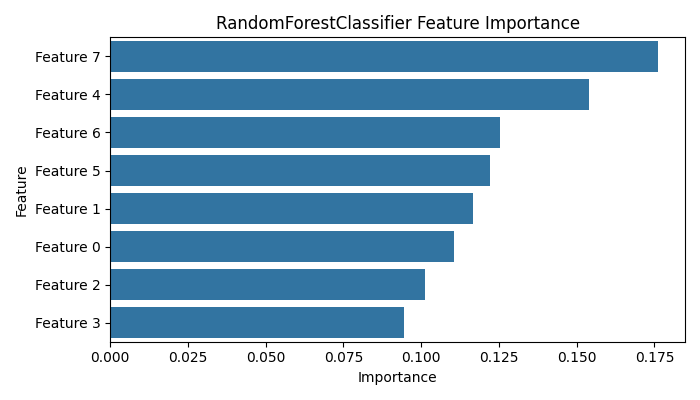 RandomForestClassifier Feature Importance
Feature 7
Feature 4
Feature 6
Feature 5
Feature 1
Feature 0
Feature 2
Feature 3
Feature
0.000 0.025 0.050 0.075 0.100 0.125 0.150 0.175
Importance